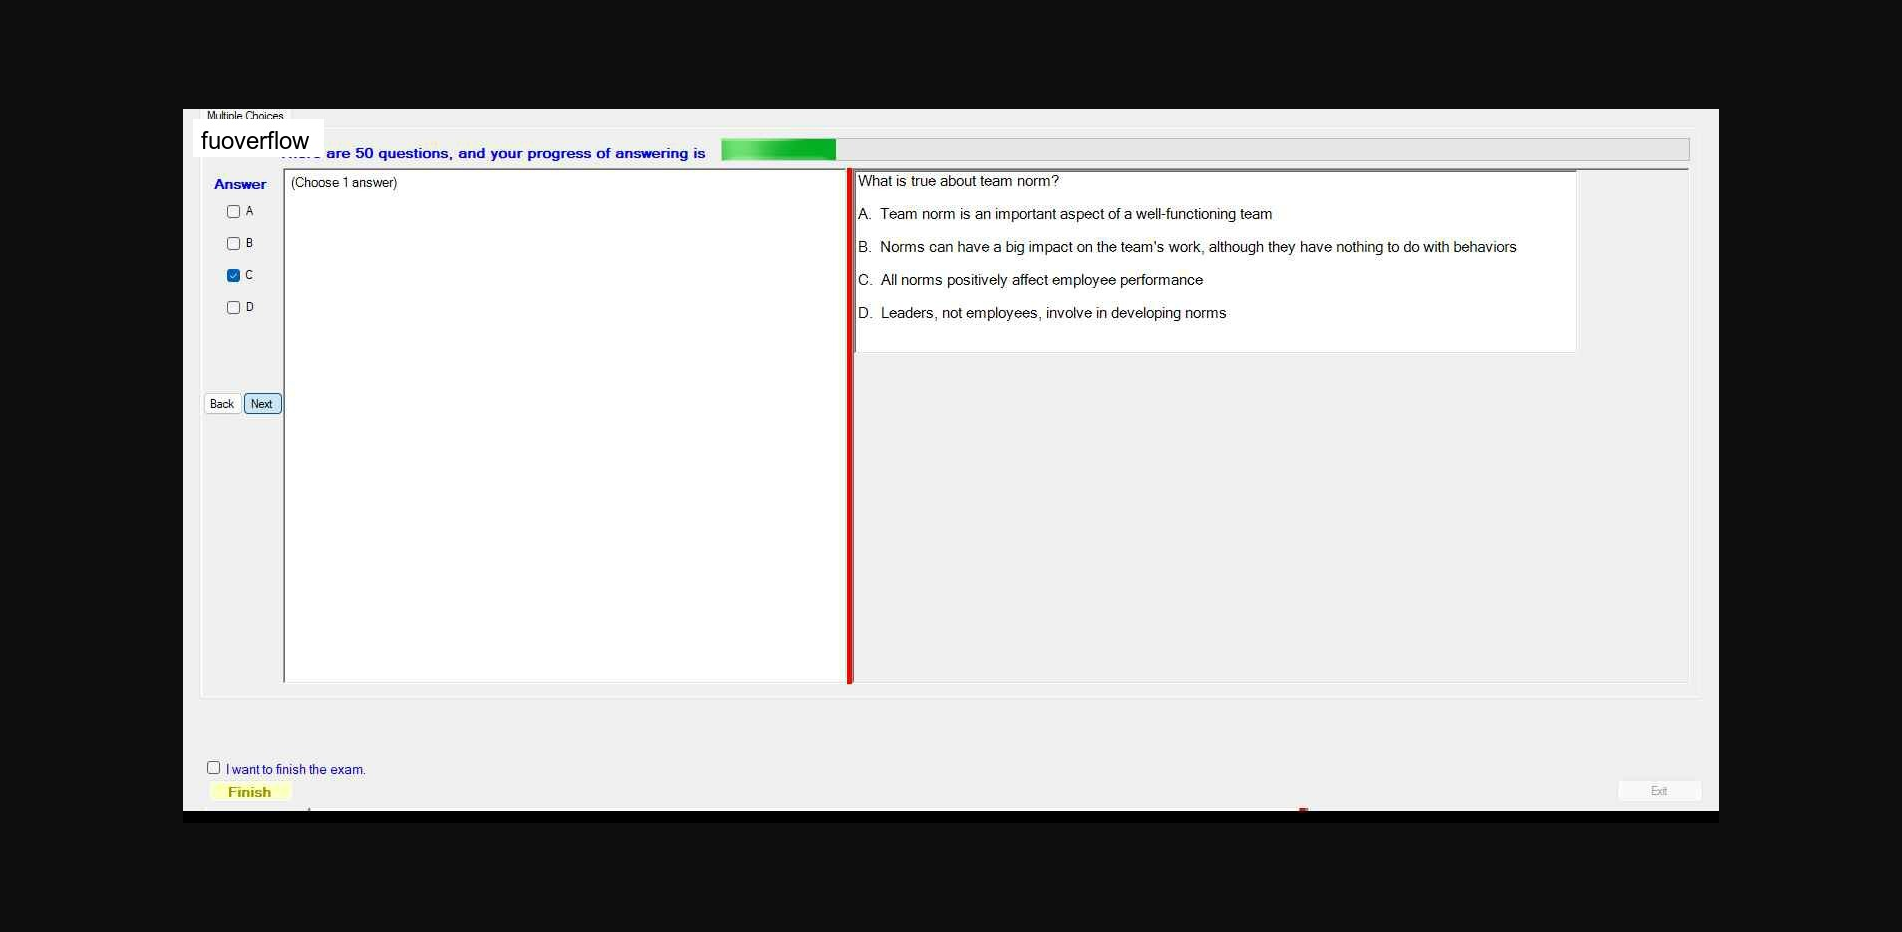 Multiple Choices
fuoverflow
are 50 questions, and your progress of answering is
Answer
(Choose 1 answer)
A
B
C
D
Back
Next
What is true about team norm?
A. Team norm is an important aspect of a well-functioning team
B. Norms can have a big impact on the team's work, although they have nothing to do with behaviors
C. All norms positively affect employee performance
D. Leaders, not employees, involve in developing norms
I want to finish the exam.
Finish
Exit